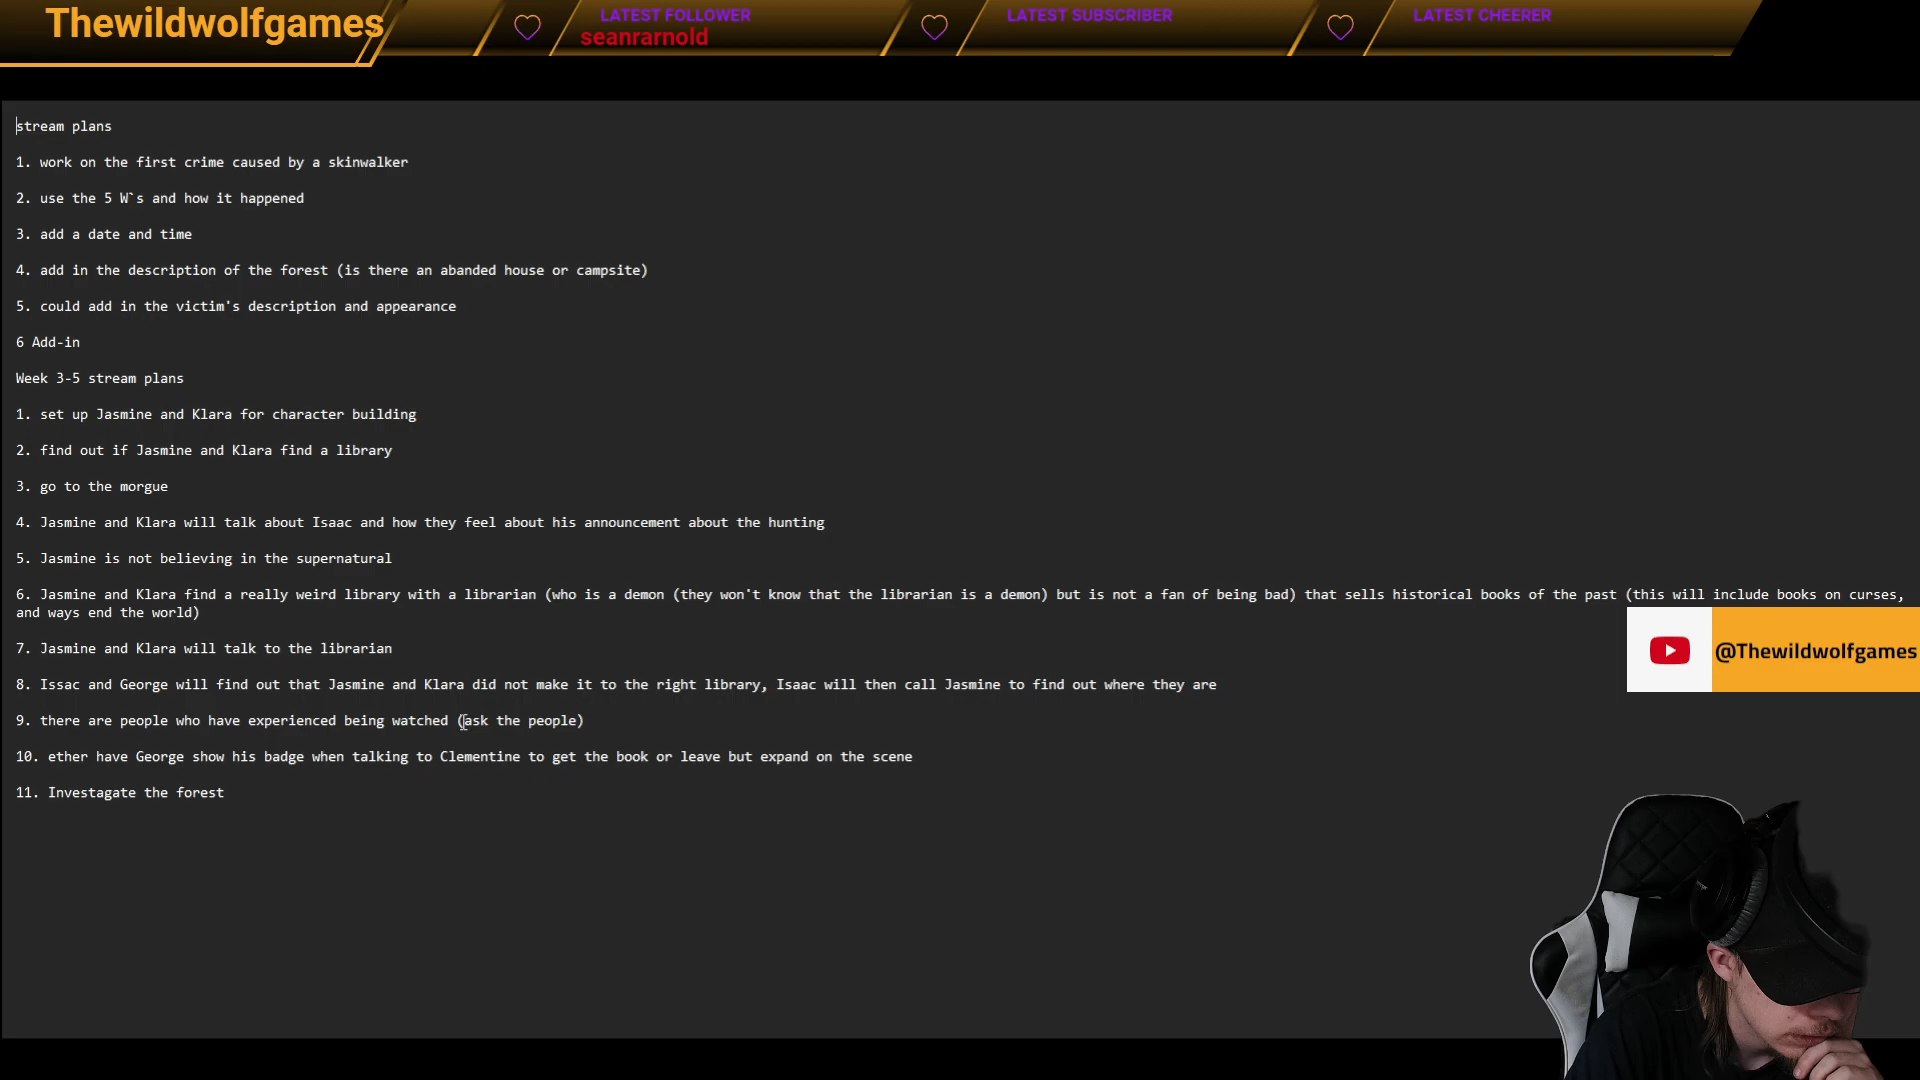 Thewildwolfgames
LATEST FOLLOWER
seanrarnold
LATEST SUBSCRIBER
LATEST CHEERER
stream plans
1. work on the first crime caused by a skinwalker
2. use the 5 W`s and how it happened
3. add a date and time
4. add in the description of the forest (is there an abanded house or campsite)
5. could add in the victim's description and appearance
6 Add-in
Week 3-5 stream plans
1. set up Jasmine and Klara for character building
2. find out if Jasmine and Klara find a library
3. go to the morgue
4. Jasmine and Klara will talk about Isaac and how they feel about his announcement about the hunting
5. Jasmine is not believing in the supernatural
6. Jasmine and Klara find a really weird library with a librarian (who is a demon (they won't know that the librarian is a demon) but is not a fan of being bad) that sells historical books of the past (this will include books on curses,
and ways end the world)
7. Jasmine and Klara will talk to the librarian
8. Issac and George will find out that Jasmine and Klara did not make it to the right library, Isaac will then call Jasmine to find out where they are
9. there are people who have experienced being watched (ask the people)
10. ether have George show his badge when talking to Clementine to get the book or leave but expand on the scene
11. Investagate the forest
@Thewildwolfgames